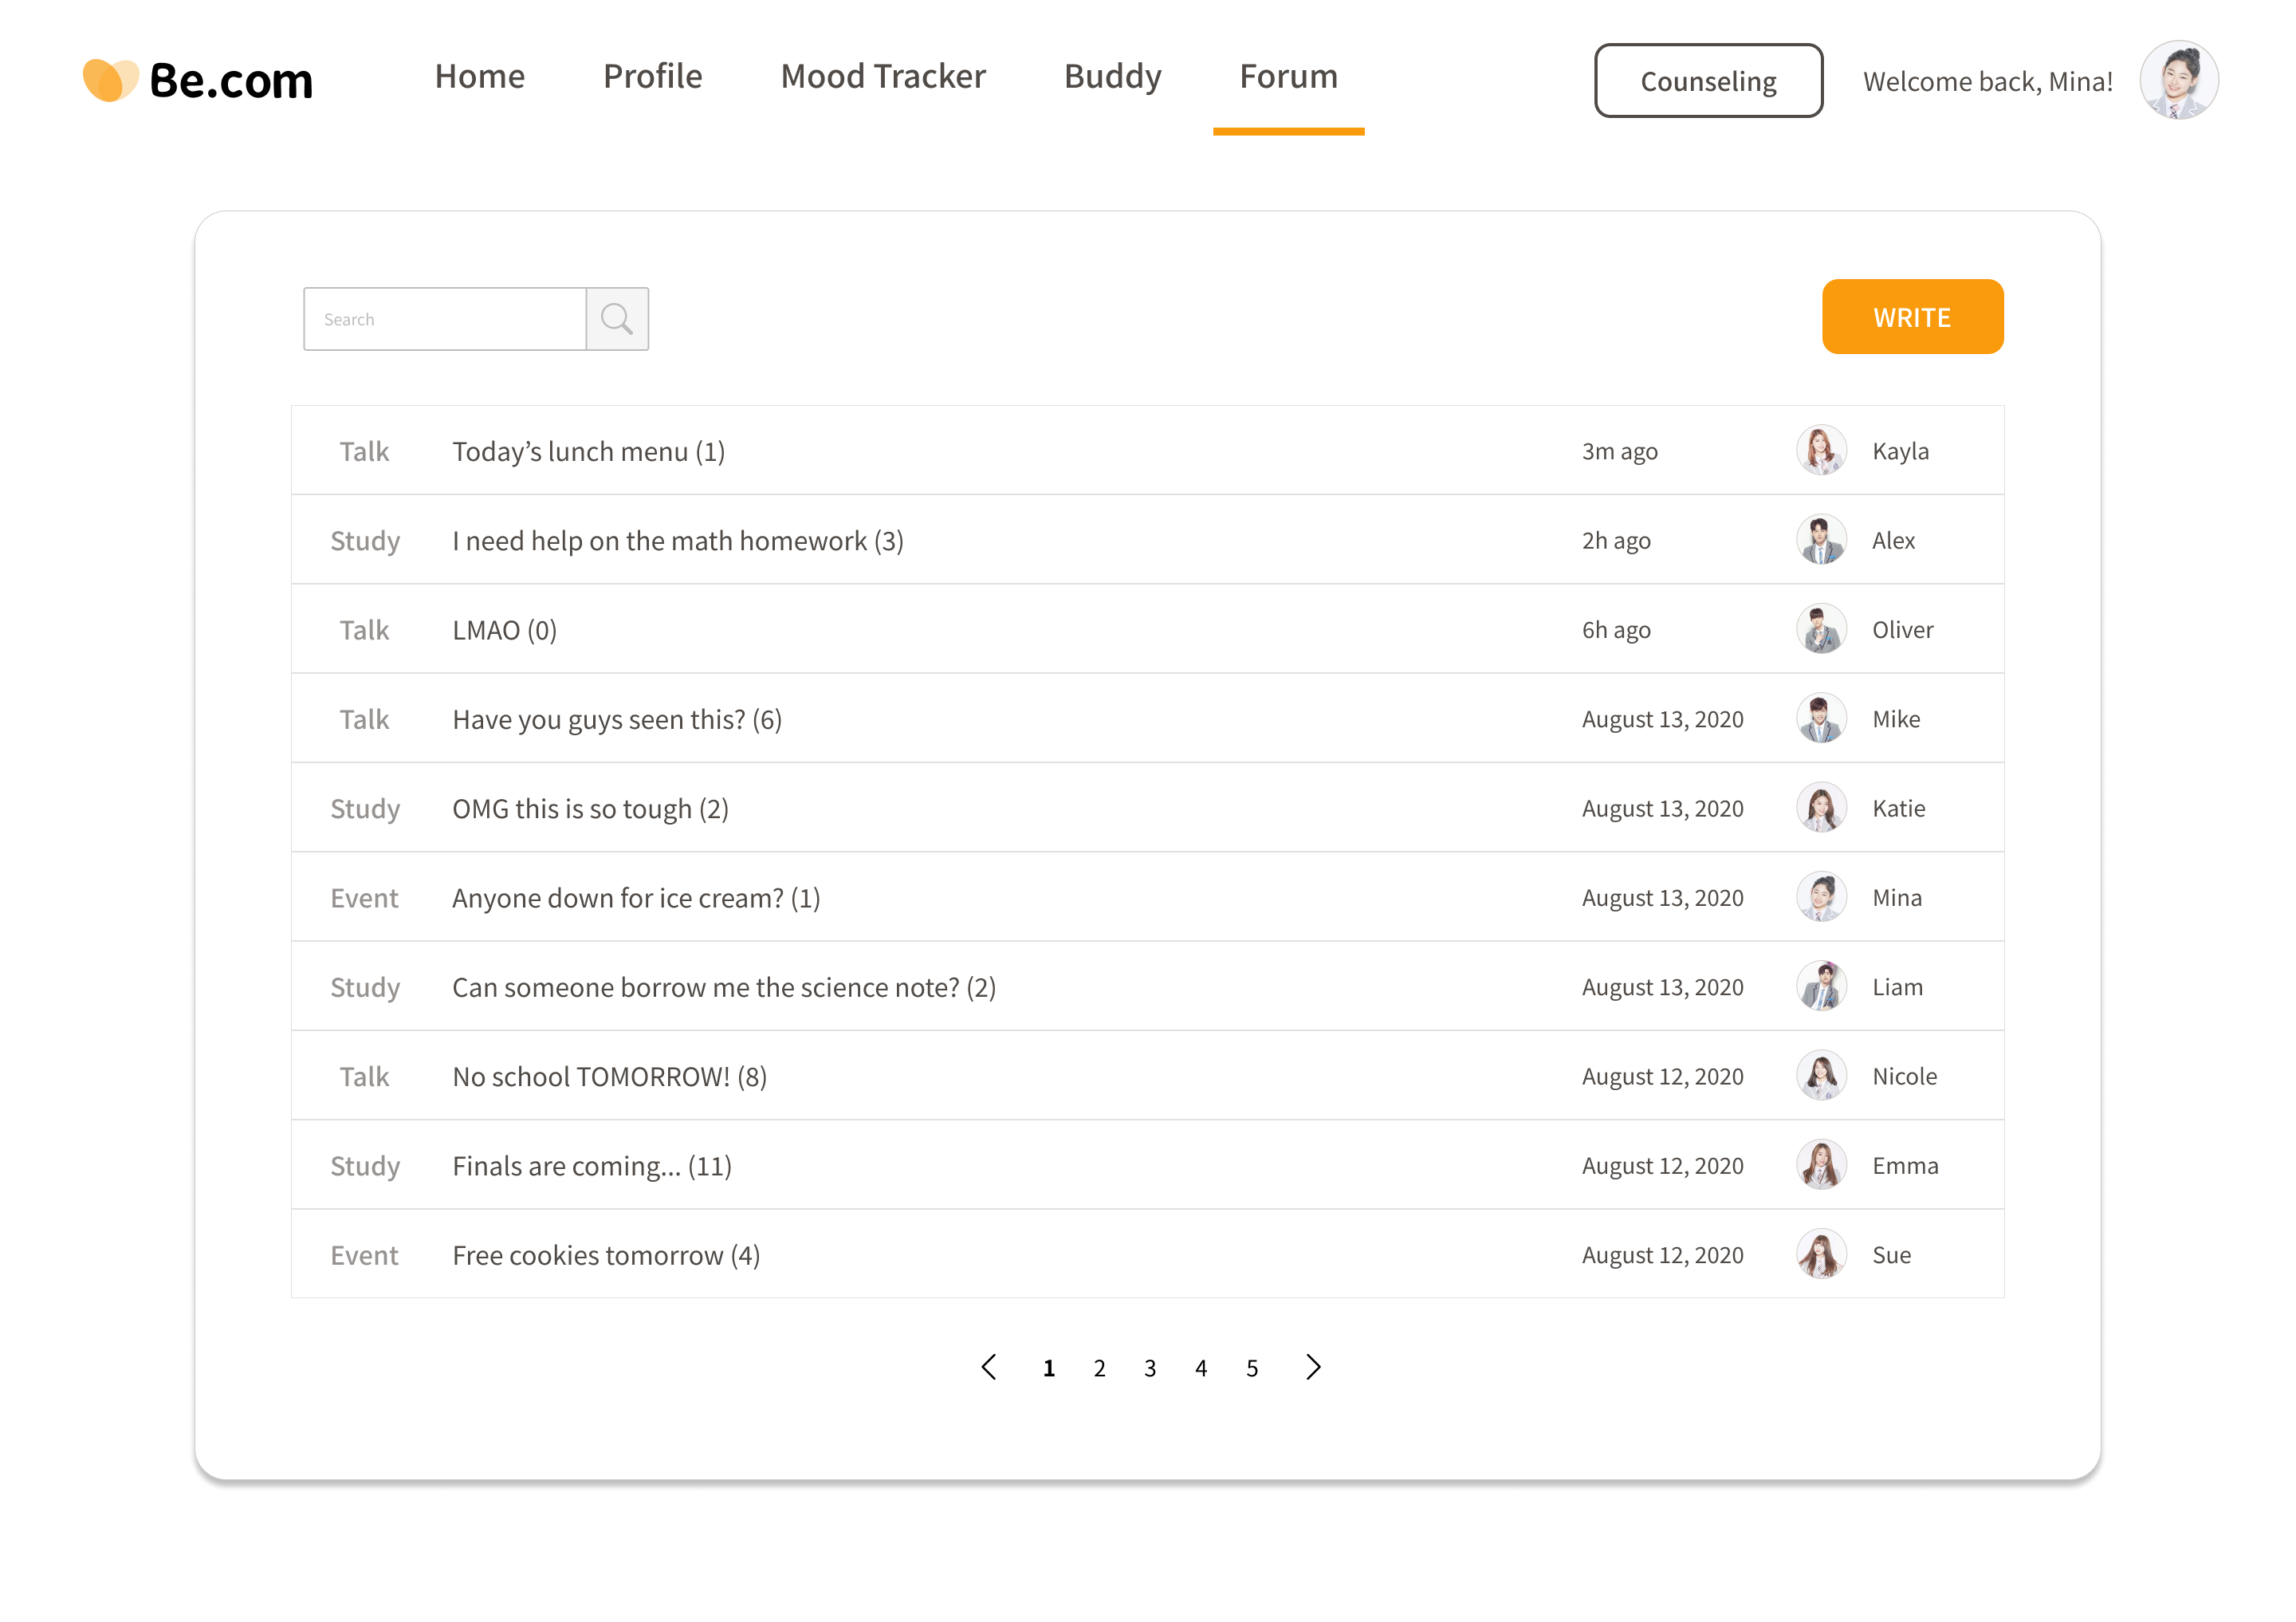 Be.com Home Profile Mood Tracker Buddy Forum Counseling Welcome back, Mina!
Search WRITE
Talk Today’s lunch menu (1) 3m ago Kayla
Study I need help on the math homework (3) 2h ago Alex
Talk LMAO (0) 6h ago Oliver
Talk Have you guys seen this? (6) August 13, 2020 Mike
Study OMG this is so tough (2) August 13, 2020 Katie
Event Anyone down for ice cream? (1) August 13, 2020 Mina
Study Can someone borrow me the science note? (2) August 13, 2020 Liam
Talk No school TOMORROW! (8) August 12, 2020 Nicole
Study Finals are coming... (11) August 12, 2020 Emma
Event Free cookies tomorrow (4) August 12, 2020 Sue
1 2 3 4 5